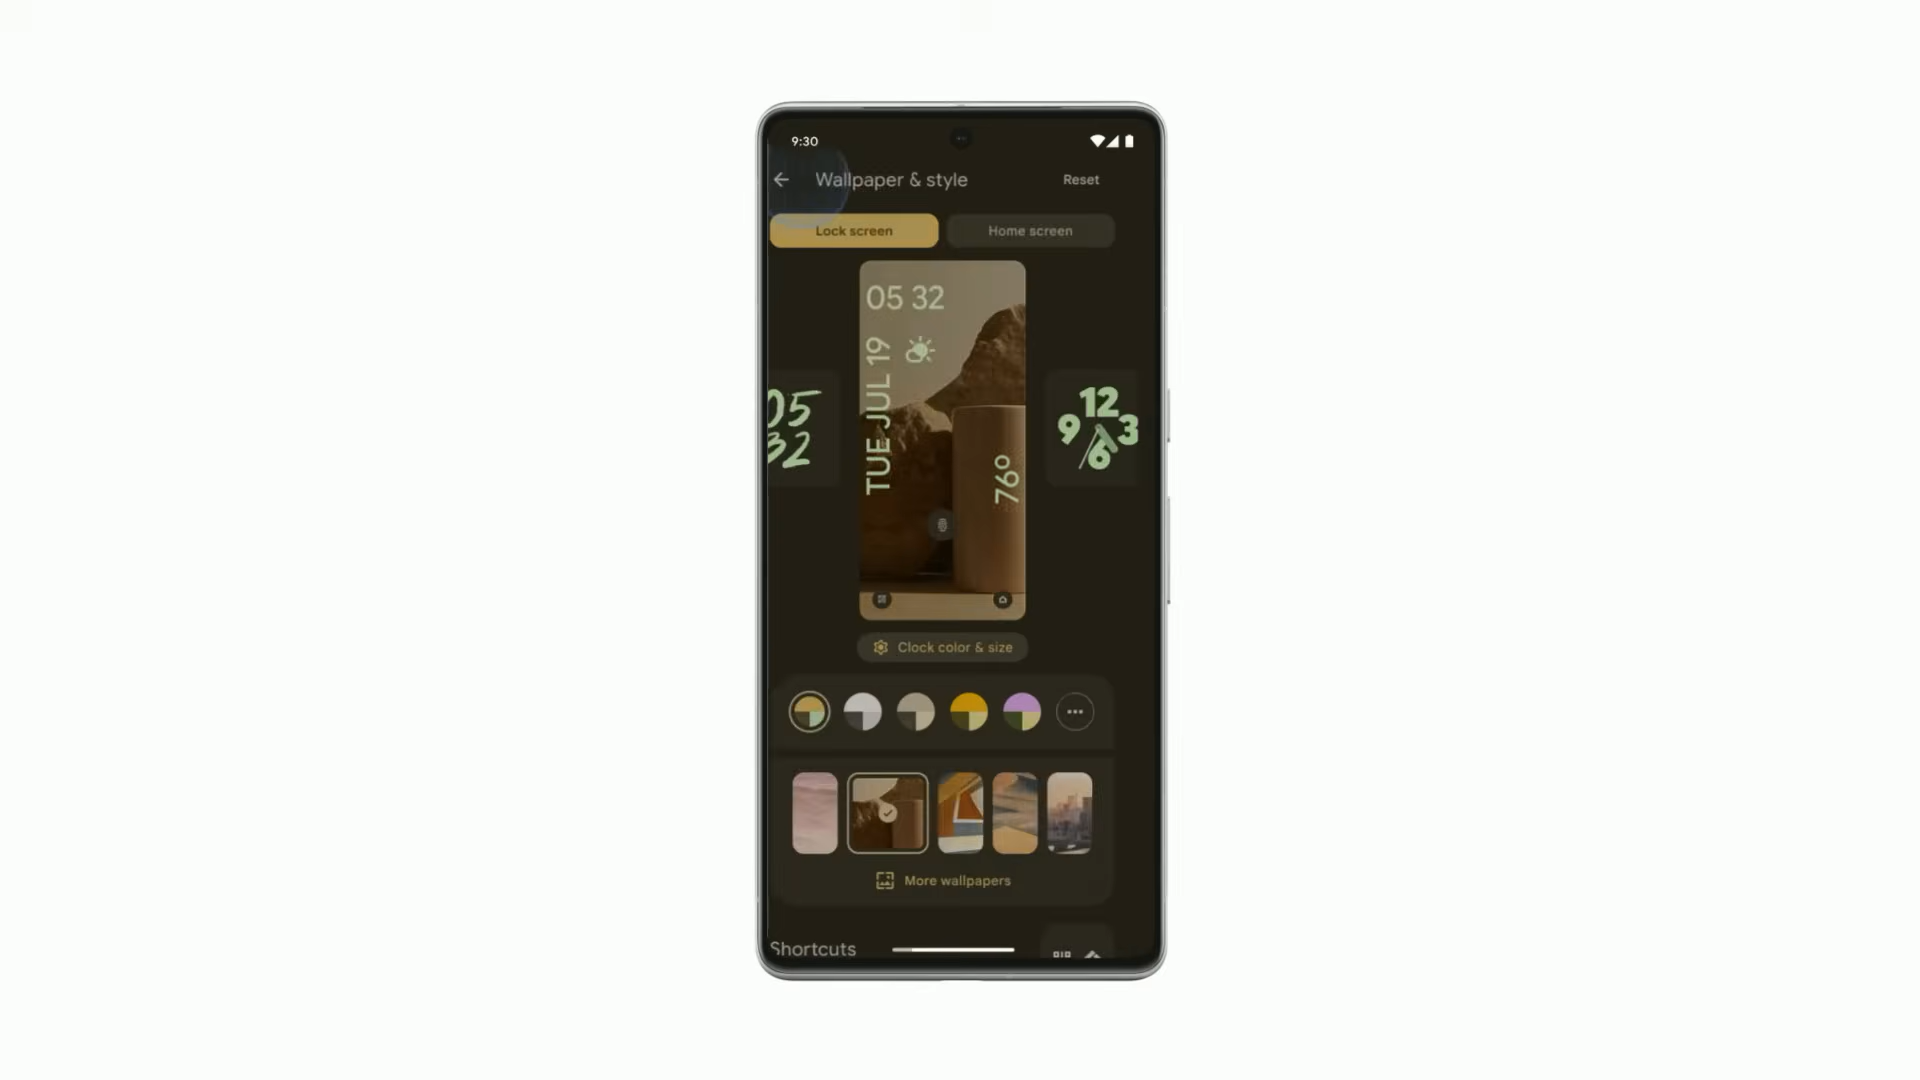 9:30
Wallpaper & style
Reset
Lock screen
Home screen
05 32
TUE JUL 19
76°
05
32
12
9 3
6
Clock color & size
More wallpapers
Shortcuts